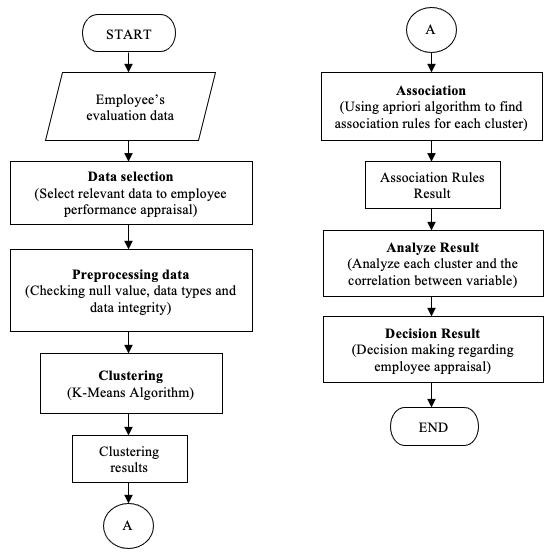 START
Employee's
evaluation data
Data selection
(Select relevant data to employee
performance appraisal)
Preprocessing data
(Checking null value, data types and
data integrity)
Clustering
(K-Means Algorithm)
Clustering
results
A
A
Association
(Using apriori algorithm to find
association rules for each cluster)
Association Rules
Result
Analyze Result
(Analyze each cluster and the
correlation between variable)
Decision Result
(Decision making regarding
employee appraisal)
END